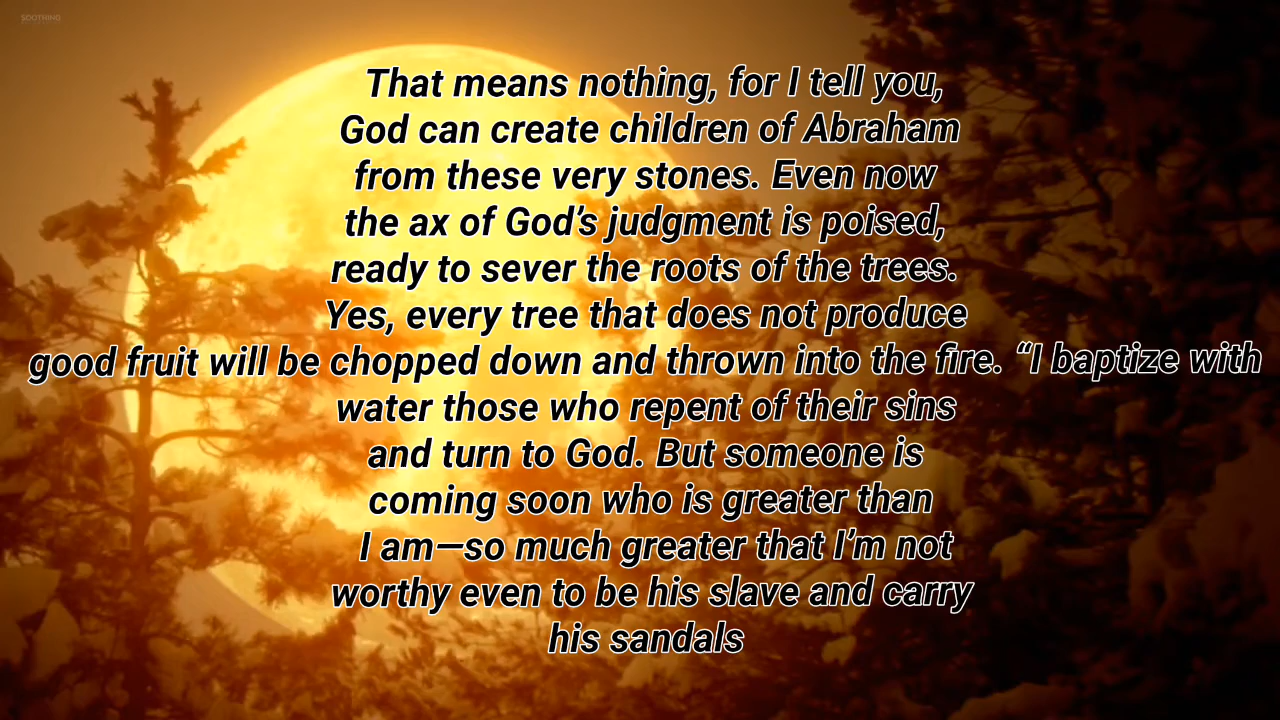 SOOTHING
That means nothing, for I tell you,
God can create children of Abraham
from these very stones. Even now
the ax of God’s judgment is poised,
ready to sever the roots of the trees.
Yes, every tree that does not produce
good fruit will be chopped down and thrown into the fire. “I baptize with
water those who repent of their sins
and turn to God. But someone is
coming soon who is greater than
I am—so much greater that I’m not
worthy even to be his slave and carry
his sandals